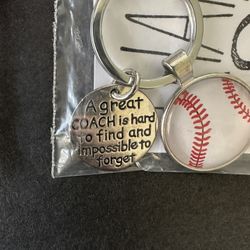 A great
COACH is hard
to find and
impossible to
forget